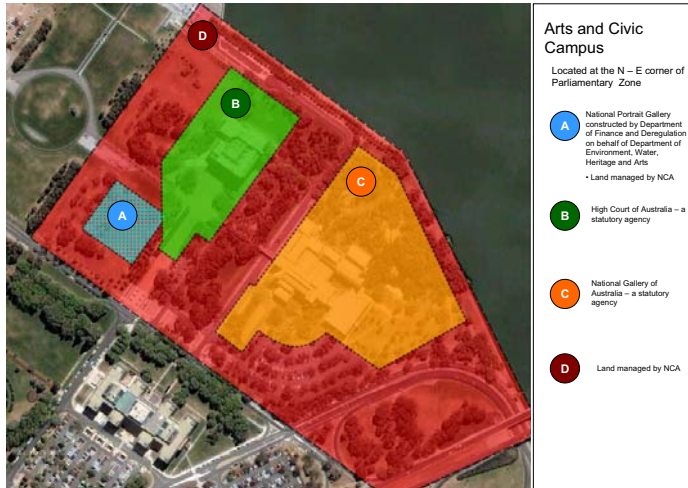 D
B
C
A
Arts and Civic
Campus
Located at the N – E corner of
Parliamentary Zone
A
National Portrait Gallery
constructed by Department
of Finance and Deregulation
on behalf of Department of
Environment, Water,
Heritage and Arts
• Land managed by NCA
B
High Court of Australia – a
statutory agency
C
National Gallery of
Australia – a statutory
agency
D
Land managed by NCA